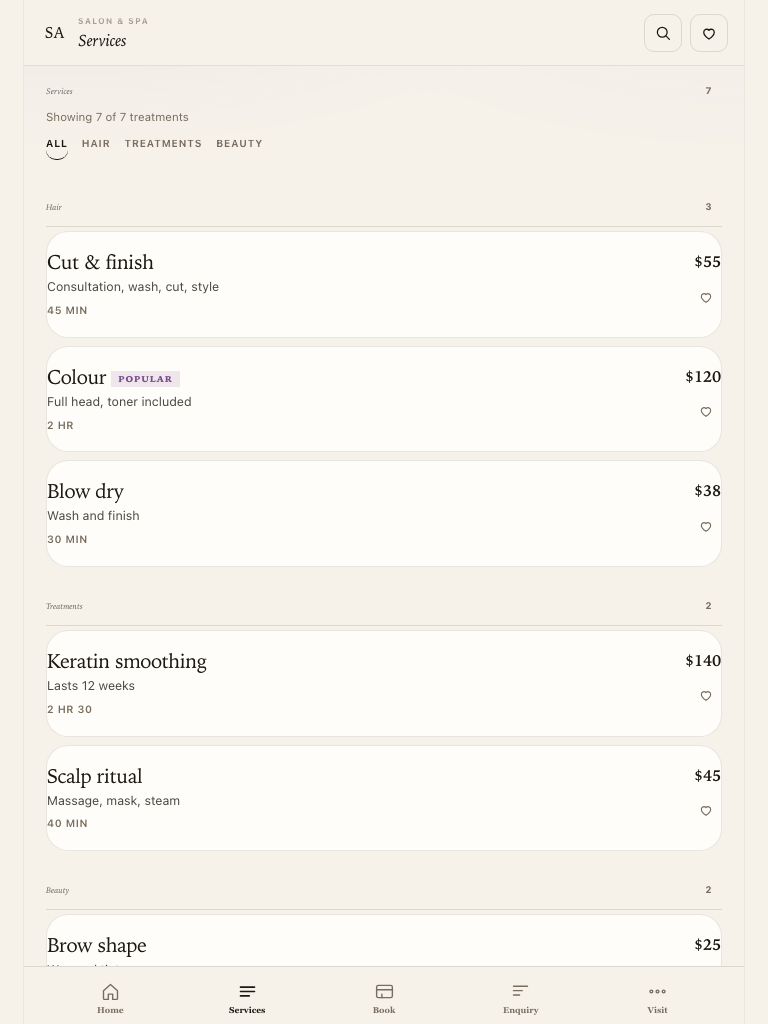 SA
SALON & SPA
Services
Services
7
Showing 7 of 7 treatments
ALL HAIR TREATMENTS BEAUTY
Hair
3
Cut & finish
$55
Consultation, wash, cut, style
45 MIN
Colour POPULAR
$120
Full head, toner included
2 HR
Blow dry
$38
Wash and finish
30 MIN
Treatments
2
Keratin smoothing
$140
Lasts 12 weeks
2 HR 30
Scalp ritual
$45
Massage, mask, steam
40 MIN
Beauty
2
Brow shape
$25
Home Services Book Enquiry Visit